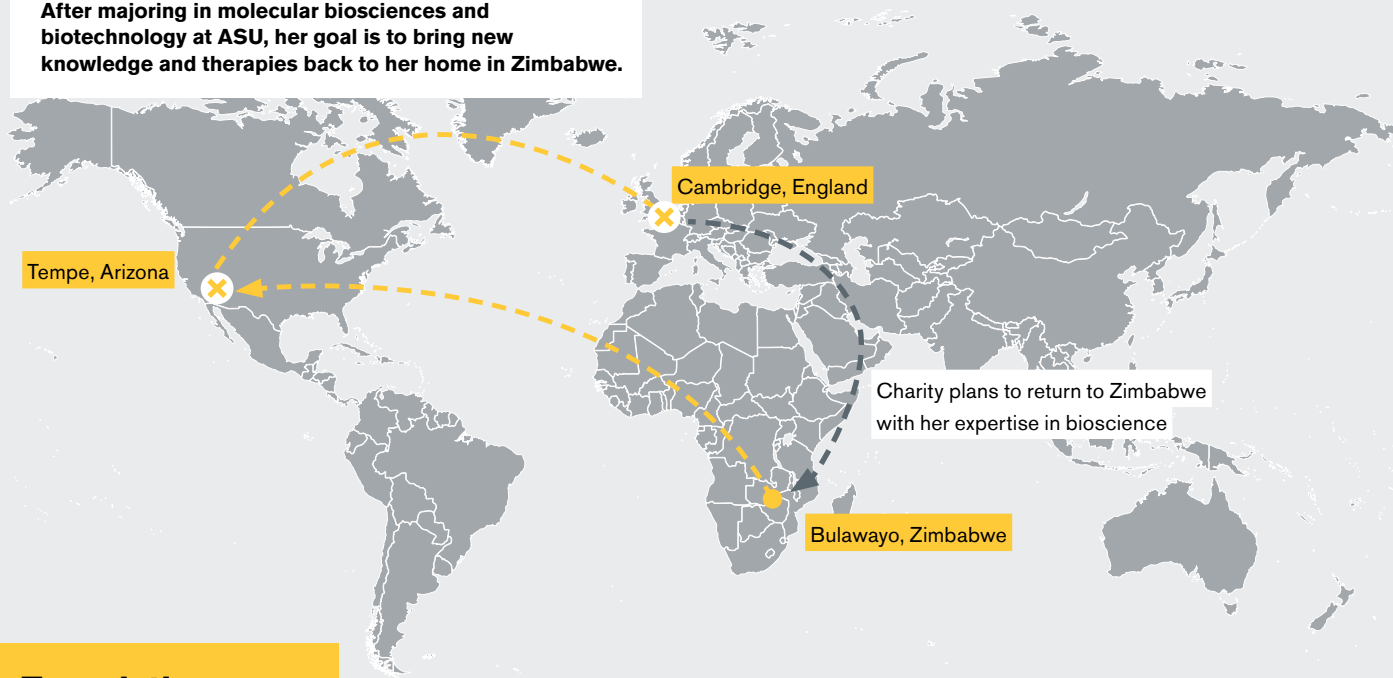 After majoring in molecular biosciences and
biotechnology at ASU, her goal is to bring new
knowledge and therapies back to her home in Zimbabwe.
Cambridge, England
Tempe, Arizona
Charity plans to return to Zimbabwe
with her expertise in bioscience
Bulawayo, Zimbabwe